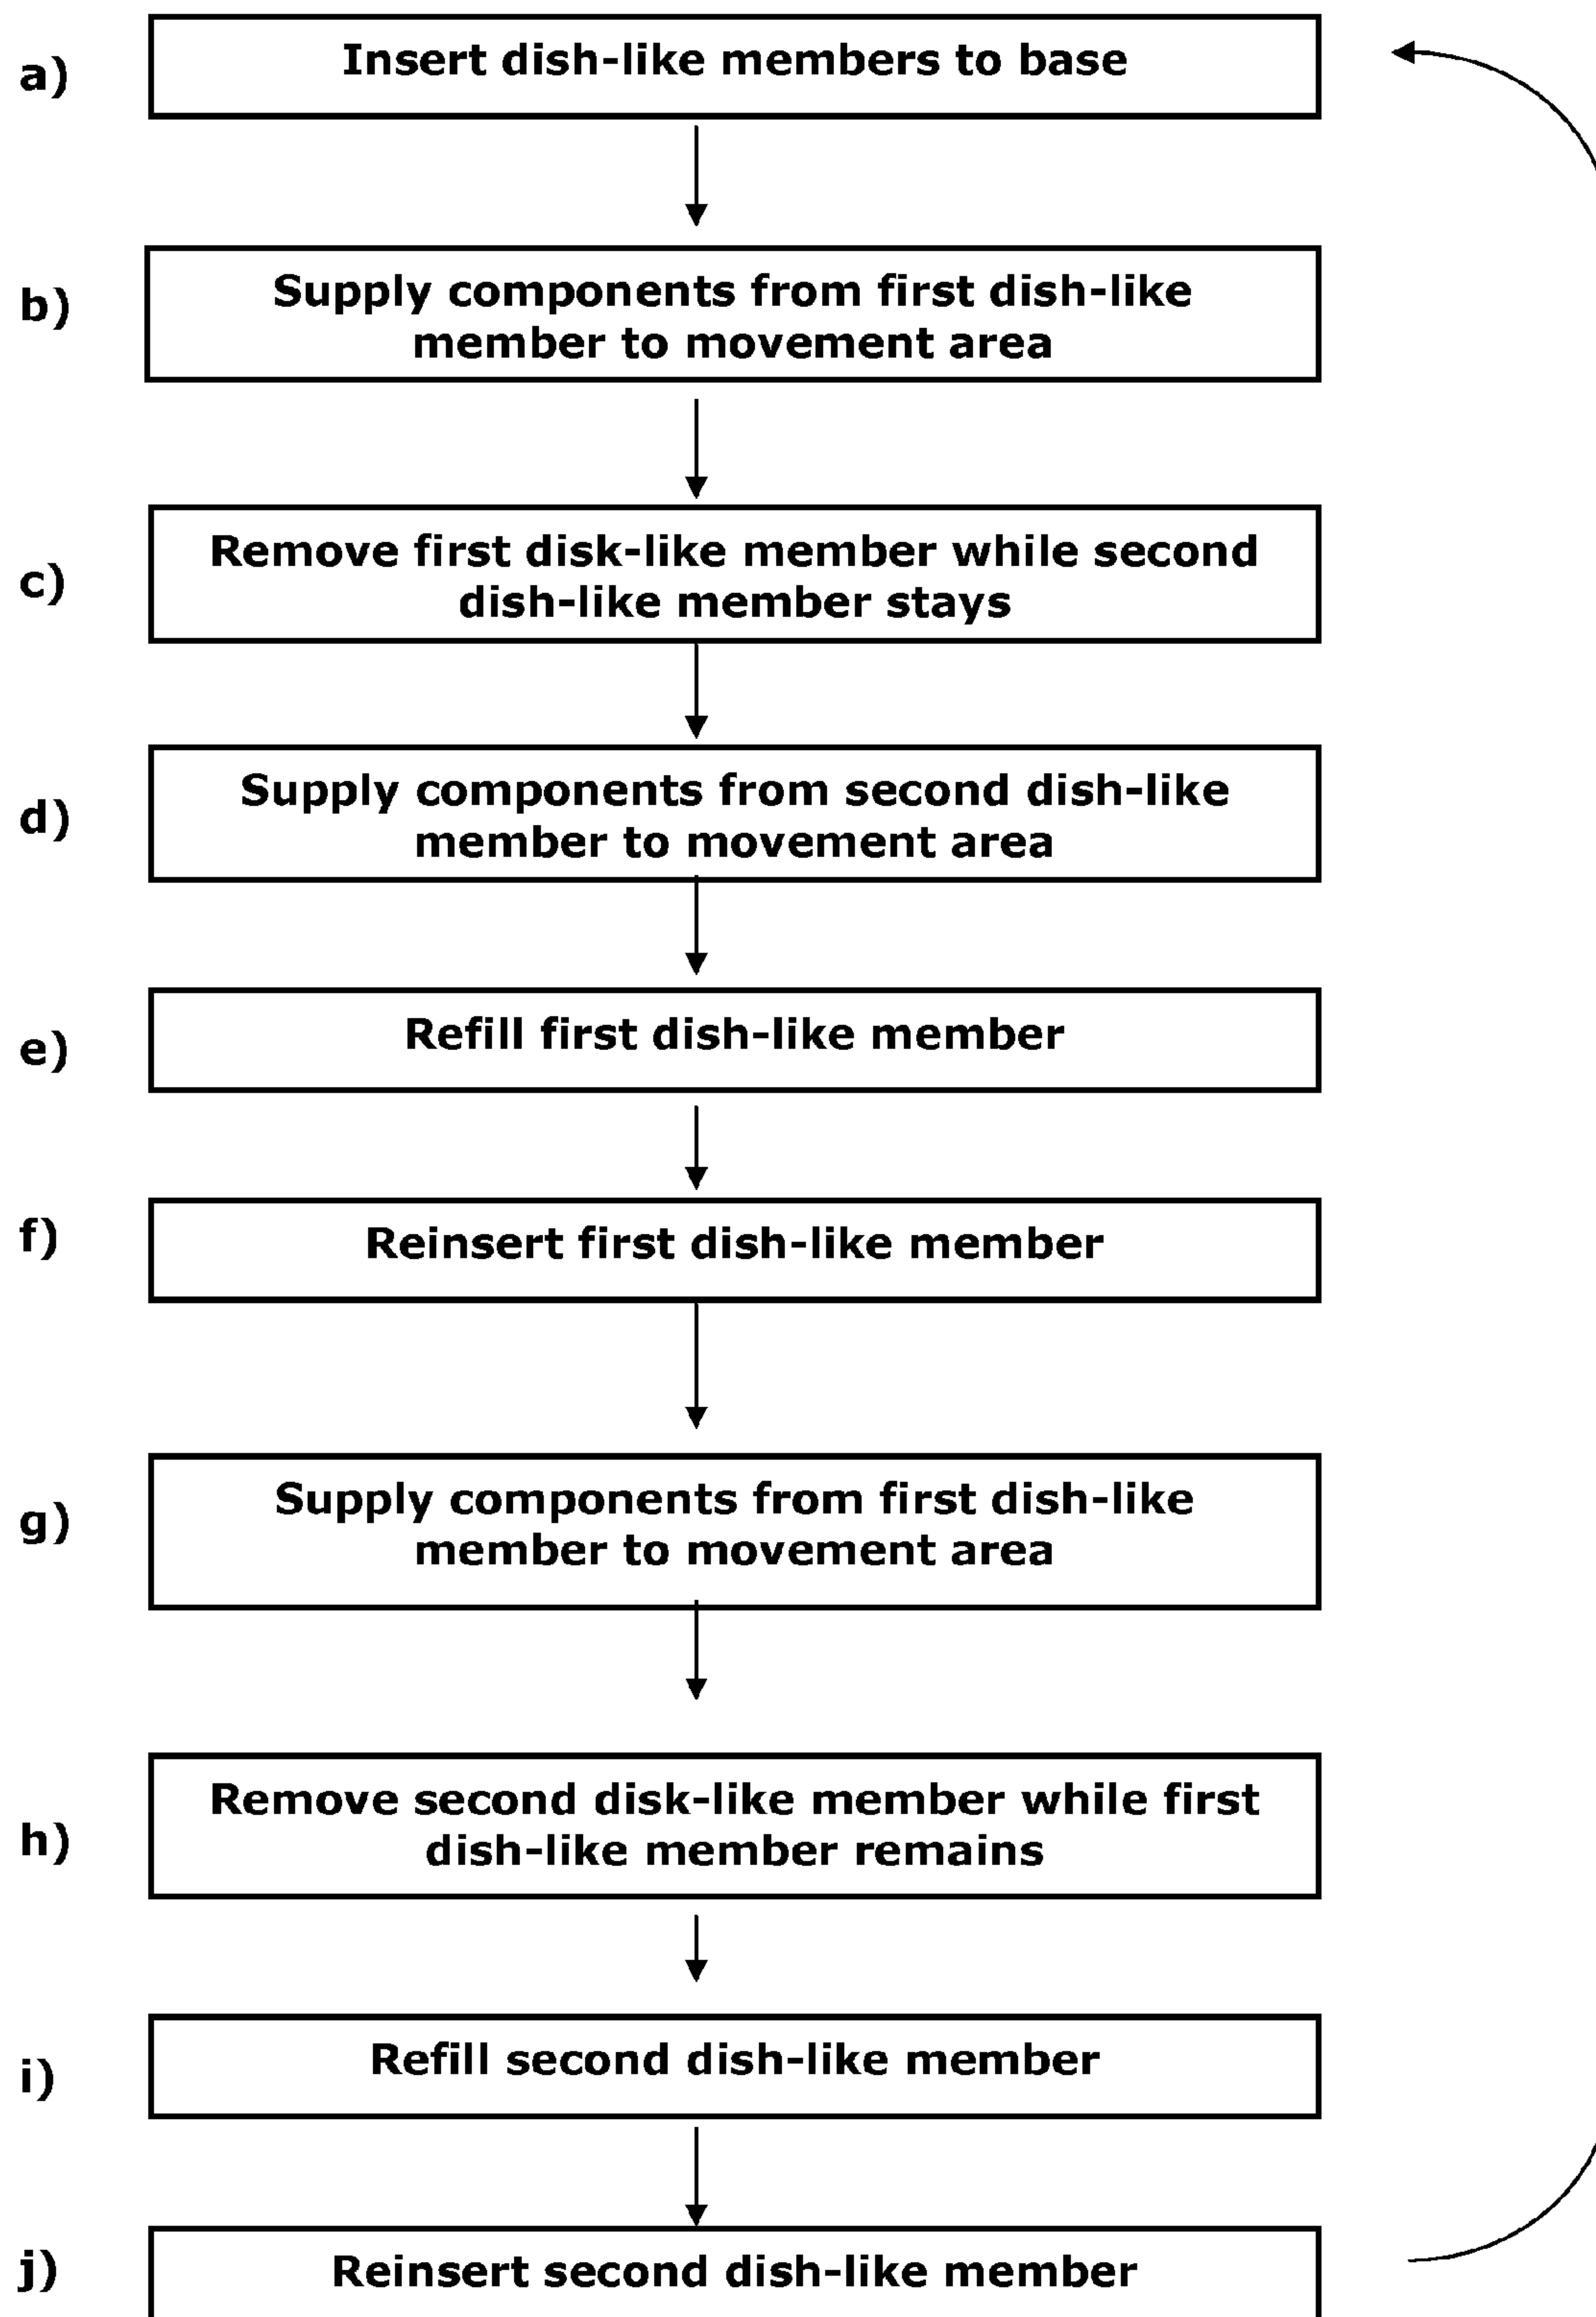 a)
Insert dish-like members to base
b)
Supply components from first dish-like
member to movement area
c)
Remove first disk-like member while second
dish-like member stays
d)
Supply components from second dish-like
member to movement area
e)
Refill first dish-like member
f)
Reinsert first dish-like member
g)
Supply components from first dish-like
member to movement area
h)
Remove second disk-like member while first
dish-like member remains
i)
Refill second dish-like member
j)
Reinsert second dish-like member